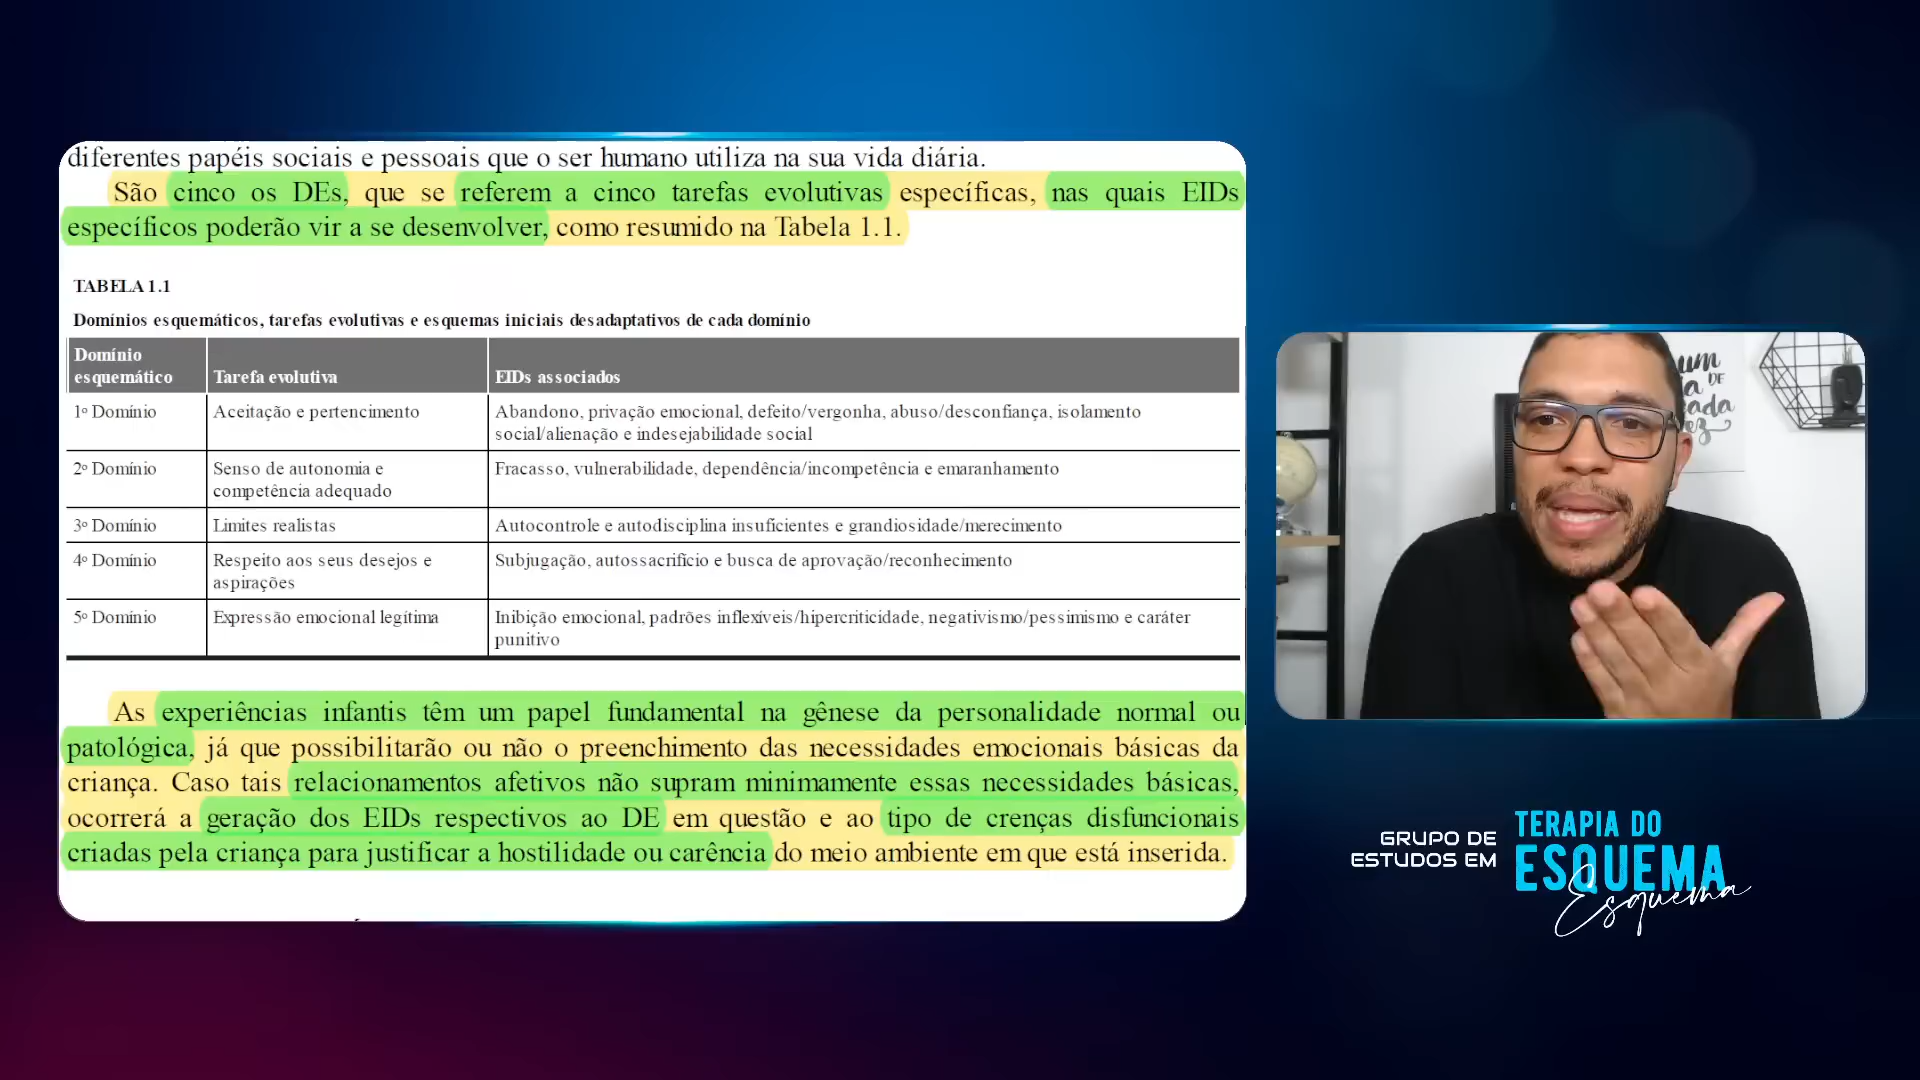 diferentes papéis sociais e pessoais que o ser humano utiliza na sua vida diária.
São cinco os DEs, que se referem a cinco tarefas evolutivas específicas, nas quais EIDs
específicos poderão vir a se desenvolver, como resumido na Tabela 1.1.
TABELA 1.1
Domínios esquemáticos, tarefas evolutivas e esquemas iniciais desadaptativos de cada domínio
Domínio
esquemático
Tarefa evolutiva
EIDs associados
1º Domínio
Aceitação e pertencimento
Abandono, privação emocional, defeito/vergonha, abuso/desconfiança, isolamento
social/alienação e indesejabilidade social
2º Domínio
Senso de autonomia e
competência adequado
Fracasso, vulnerabilidade, dependência/incompetência e emaranhamento
3º Domínio
Limites realistas
Autocontrole e autodisciplina insuficientes e grandiosidade/merecimento
4º Domínio
Respeito aos seus desejos e
aspirações
Subjugação, autossacrifício e busca de aprovação/reconhecimento
5º Domínio
Expressão emocional legítima
Inibição emocional, padrões inflexíveis/hipercriticidade, negativismo/pessimismo e caráter
punitivo
As experiências infantis têm um papel fundamental na gênese da personalidade normal ou
patológica, já que possibilitarão ou não o preenchimento das necessidades emocionais básicas da
criança. Caso tais relacionamentos afetivos não supram minimamente essas necessidades básicas,
ocorrerá a geração dos EIDs respectivos ao DE em questão e ao tipo de crenças disfuncionais
criadas pela criança para justificar a hostilidade ou carência do meio ambiente em que está inserida.
um
DE
cada
ez
GRUPO DE
ESTUDOS EM
TERAPIA DO
ESQUEMA
Esquema